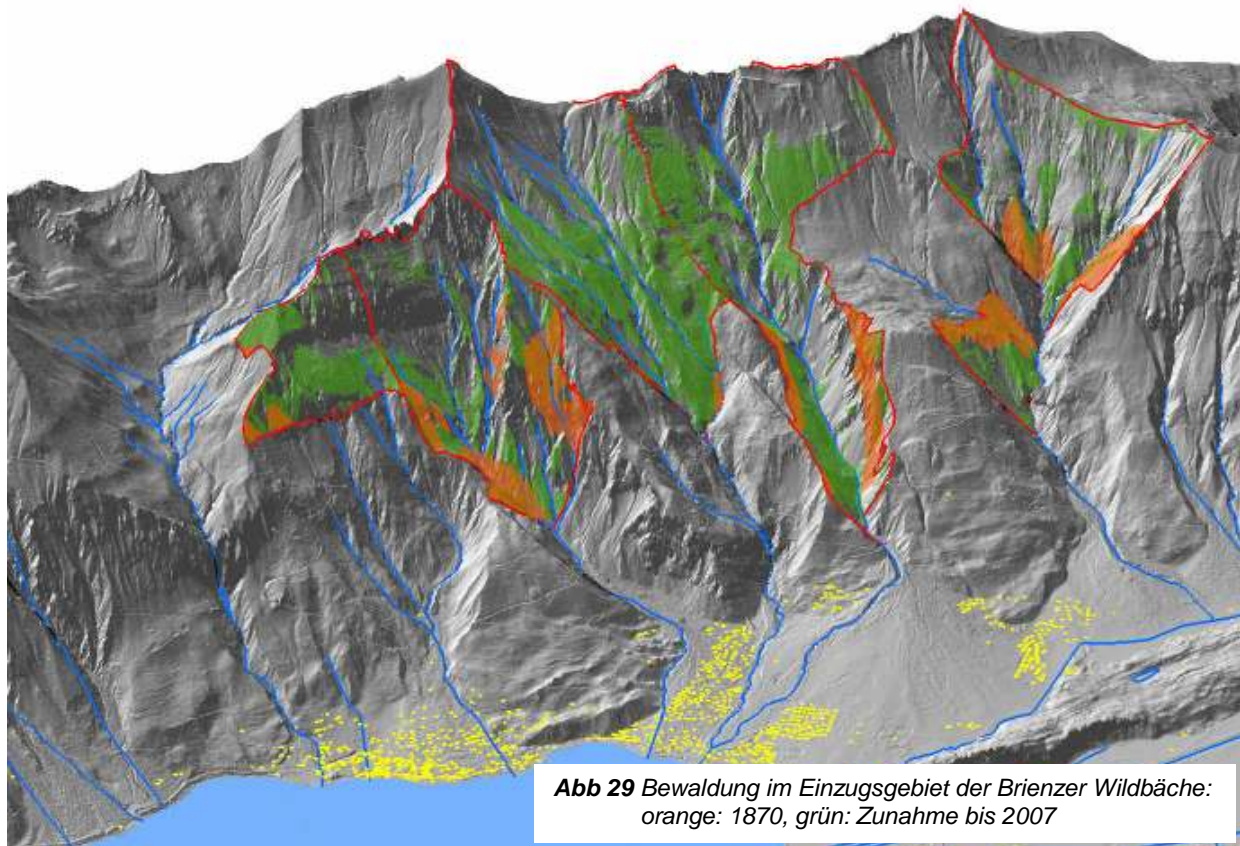 Abb 29 Bewaldung im Einzugsgebiet der Brienzer Wildbäche:
orange: 1870, grün: Zunahme bis 2007